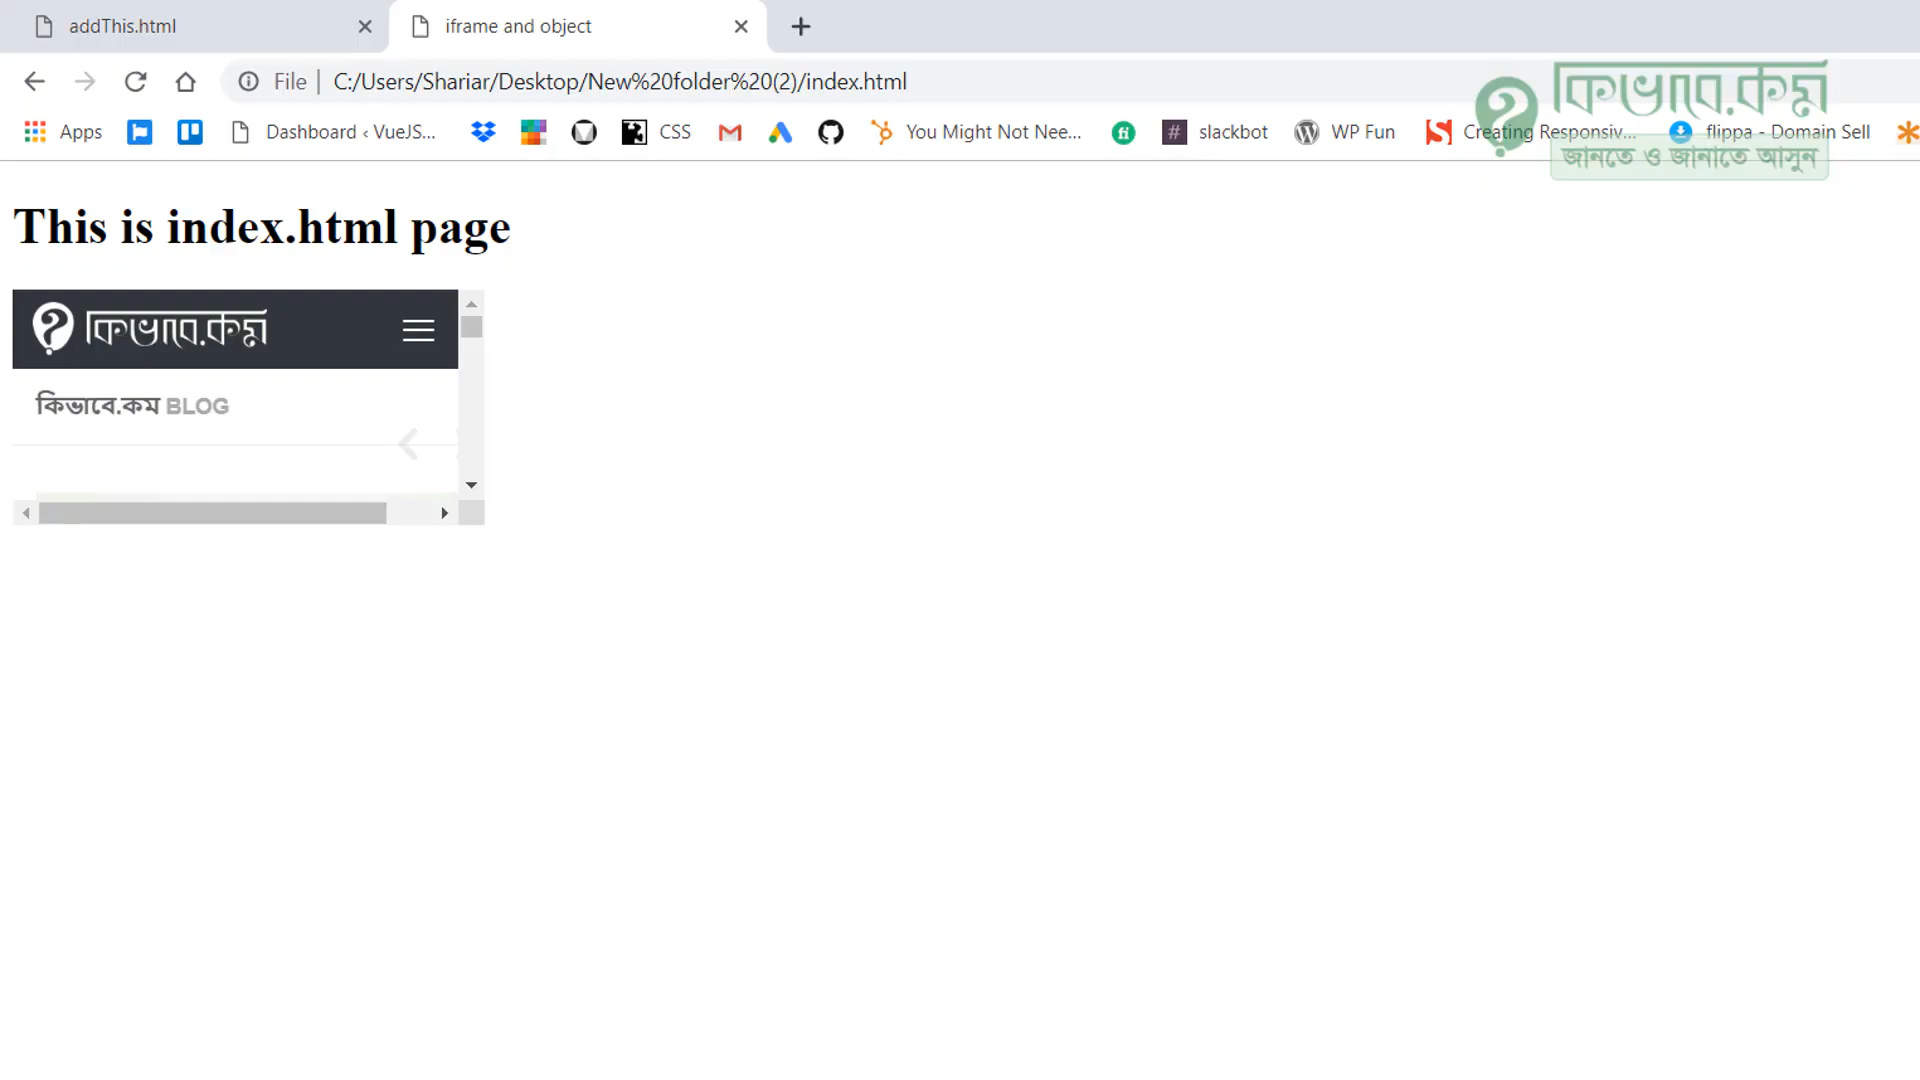 addThis.html
iframe and object
File | C:/Users/Shariar/Desktop/New%20folder%20(2)/index.html
Apps Dashboard ‹ VueJS... CSS You Might Not Nee... fi # slackbot WP Fun Creating Responsiv... flippa - Domain Sell
কিভাবে.কম
জানতে ও জানাতে আসুন
This is index.html page
কিভাবে.কম
কিভাবে.কম BLOG